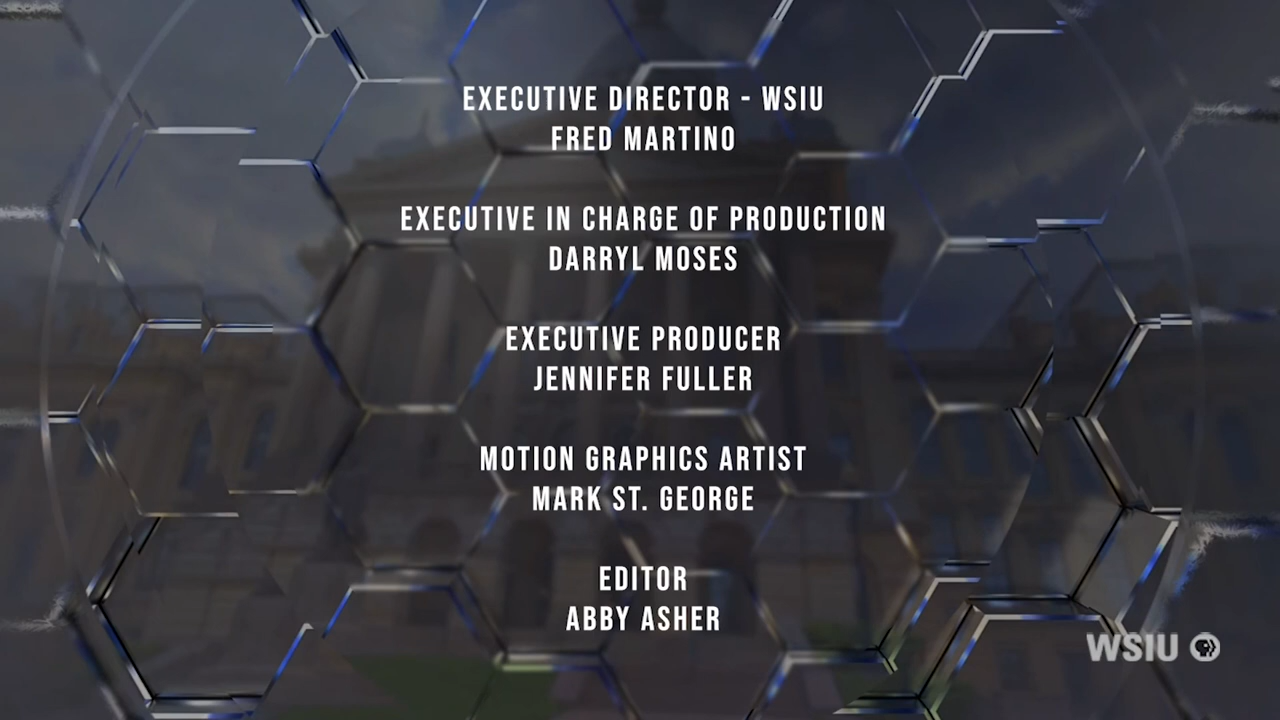 EXECUTIVE DIRECTOR - WSIU
FRED MARTINO
EXECUTIVE IN CHARGE OF PRODUCTION
DARRYL MOSES
EXECUTIVE PRODUCER
JENNIFER FULLER
MOTION GRAPHICS ARTIST
MARK ST. GEORGE
EDITOR
ABBY ASHER
WSIU